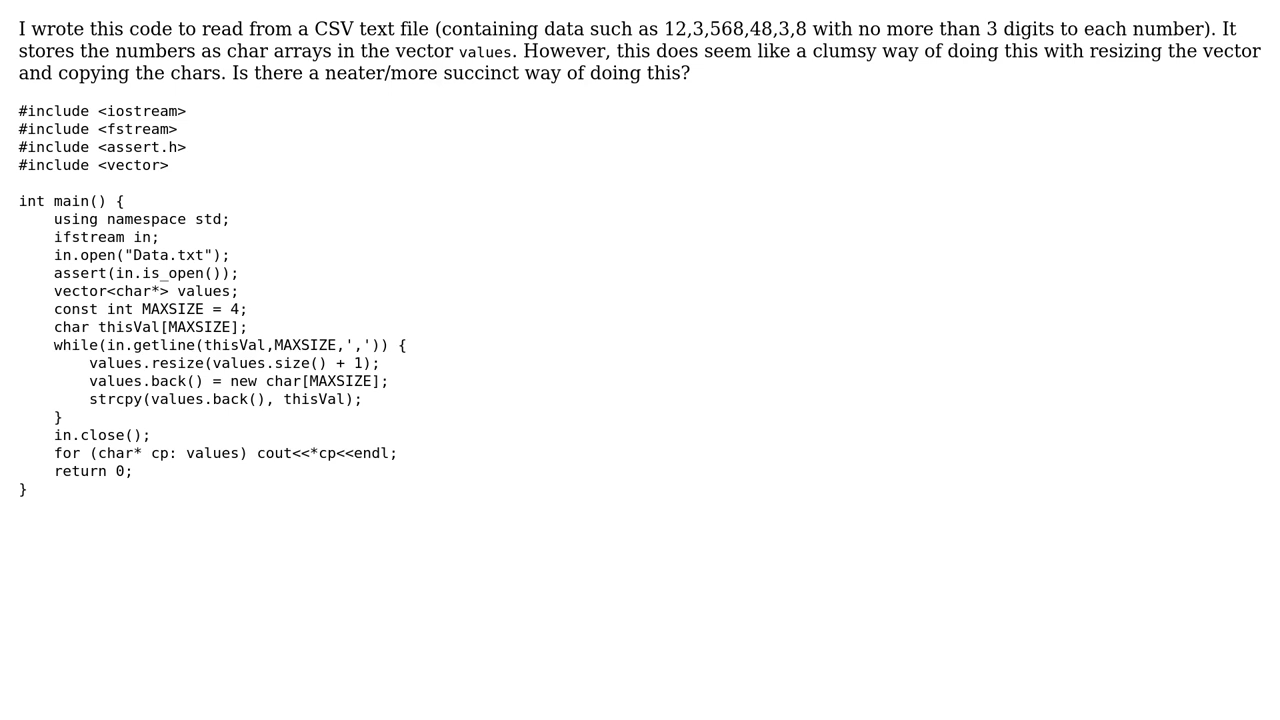 I wrote this code to read from a CSV text file (containing data such as 12,3,568,48,3,8 with no more than 3 digits to each number). It
stores the numbers as char arrays in the vector values. However, this does seem like a clumsy way of doing this with resizing the vector
and copying the chars. Is there a neater/more succinct way of doing this?
#include <iostream>
#include <fstream>
#include <assert.h>
#include <vector>
int main() {
    using namespace std;
    ifstream in;
    in.open("Data.txt");
    assert(in.is_open());
    vector<char*> values;
    const int MAXSIZE = 4;
    char thisVal[MAXSIZE];
    while(in.getline(thisVal,MAXSIZE,',')) {
        values.resize(values.size() + 1);
        values.back() = new char[MAXSIZE];
        strcpy(values.back(), thisVal);
    }
    in.close();
    for (char* cp: values) cout<<*cp<<endl;
    return 0;
}